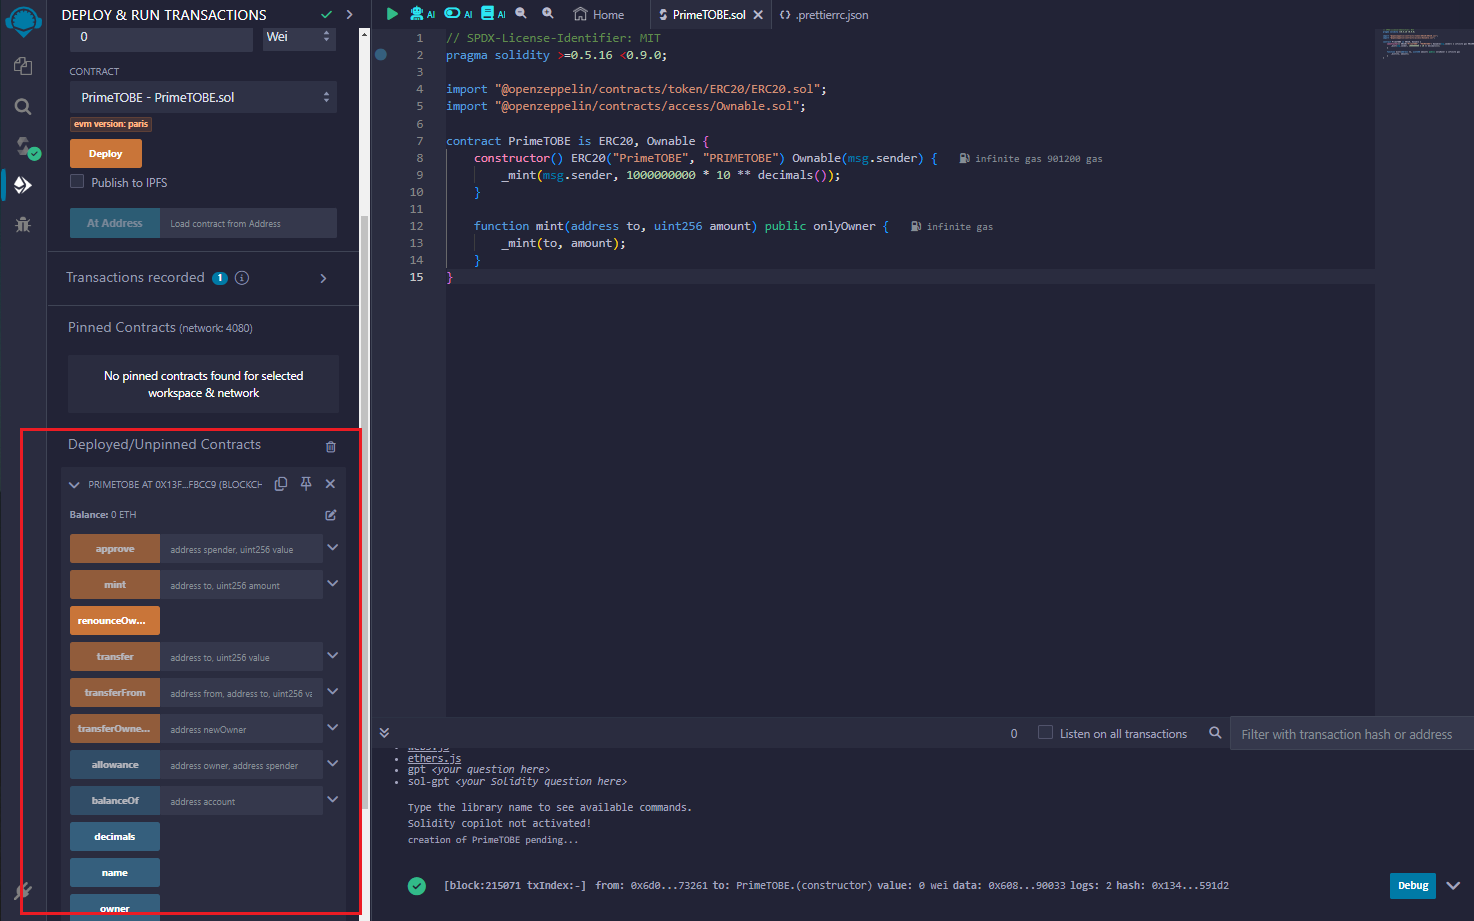 DEPLOY & RUN TRANSACTIONS
0
Wei
CONTRACT
PrimeTOBE - PrimeTOBE.sol
evm version: paris
Deploy
Publish to IPFS
At Address
Load contract from Address
Transactions recorded 1 i
Pinned Contracts (network: 4080)
No pinned contracts found for selected
workspace & network
Deployed/Unpinned Contracts
PRIMETOBE AT 0X13F...FBCC9 (BLOCKCH
Balance: 0 ETH
approve address spender, uint256 value
mint address to, uint256 amount
renounceOw...
transfer address to, uint256 value
transferFrom address from, address to, uint256 va
transferOwne... address newOwner
allowance address owner, address spender
balanceOf address account
decimals
name
owner
AI AI AI Home PrimeTOBE.sol .prettierrc.json
1 // SPDX-License-Identifier: MIT
2 pragma solidity >=0.5.16 <0.9.0;
3
4 import "@openzeppelin/contracts/token/ERC20/ERC20.sol";
5 import "@openzeppelin/contracts/access/Ownable.sol";
6
7 contract PrimeTOBE is ERC20, Ownable {
8 constructor() ERC20("PrimeTOBE", "PRIMETOBE") Ownable(msg.sender) { infinite gas 901200 gas
9 _mint(msg.sender, 1000000000 * 10 ** decimals());
10 }
11
12 function mint(address to, uint256 amount) public onlyOwner { infinite gas
13 _mint(to, amount);
14 }
15 }
0 Listen on all transactions Filter with transaction hash or address
web3.js
ethers.js
gpt <your question here>
sol-gpt <your Solidity question here>
Type the library name to see available commands.
Solidity copilot not activated!
creation of PrimeTOBE pending...
[block:215071 txIndex:-] from: 0x6d0...73261 to: PrimeTOBE.(constructor) value: 0 wei data: 0x608...90033 logs: 2 hash: 0x134...591d2
Debug